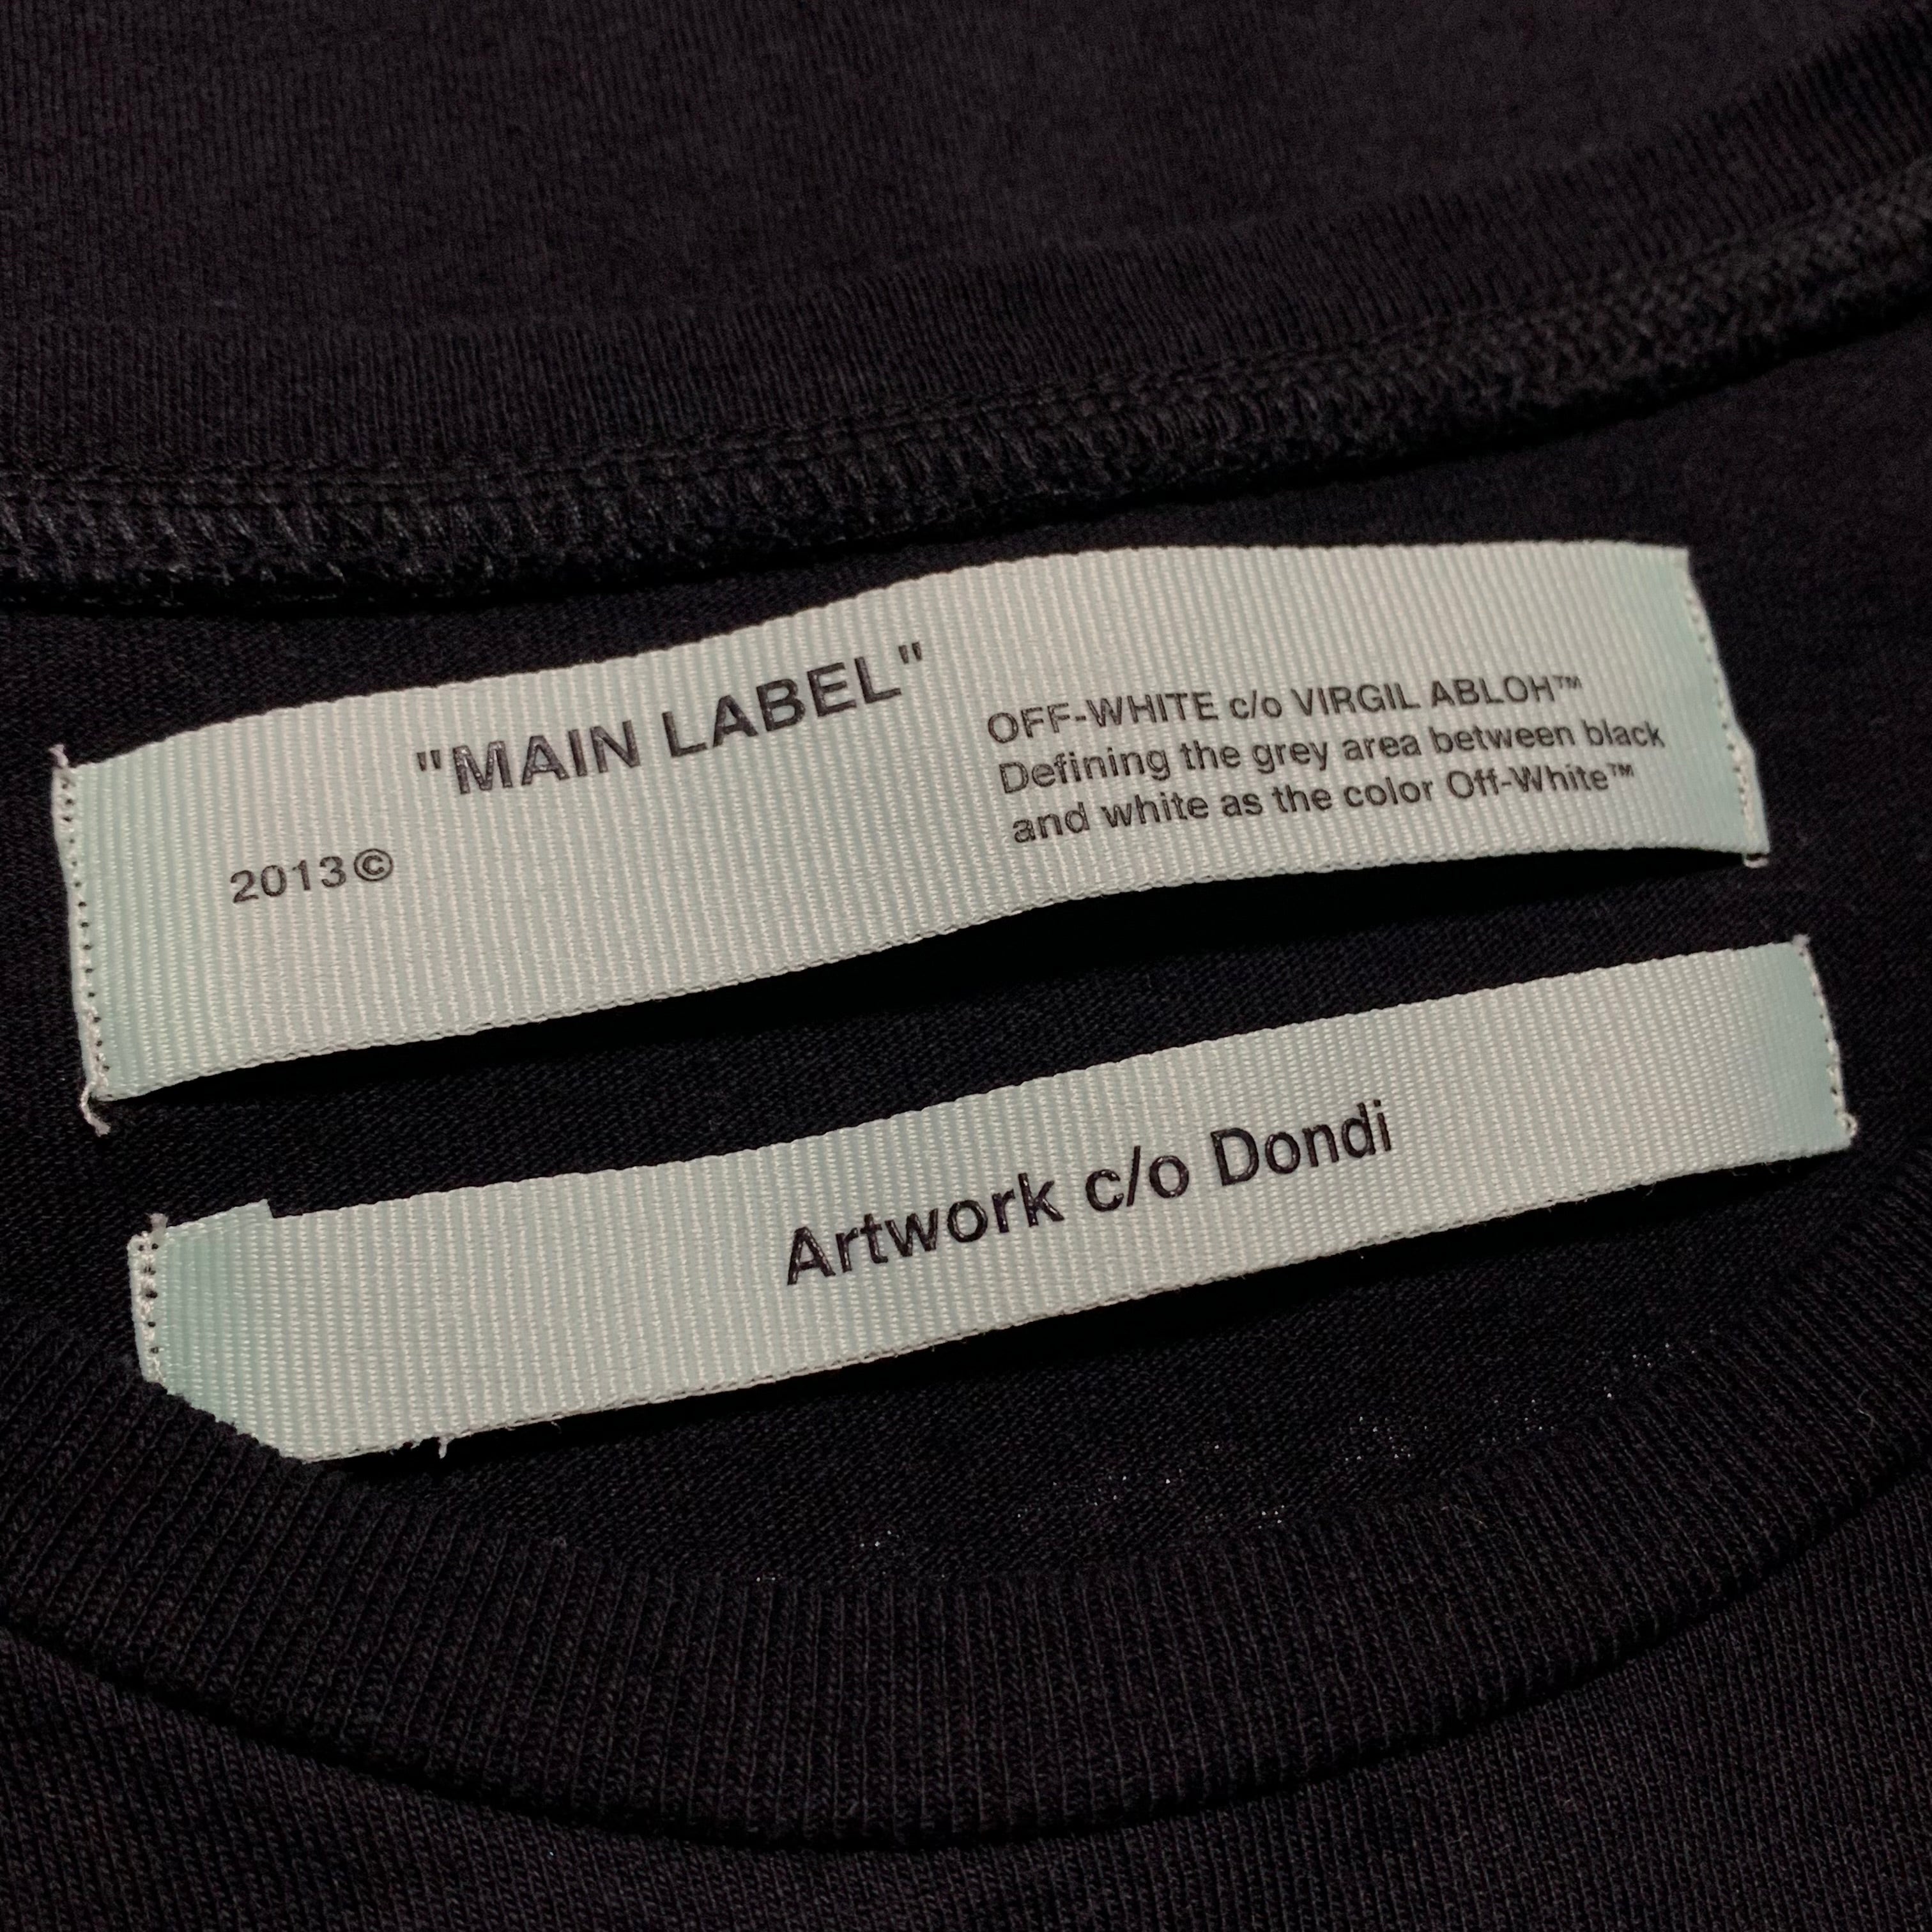 "MAIN LABEL"
2013©
OFF-WHITE c/o VIRGIL ABLOH™
Defining the grey area between black
and white as the color Off-White™
Artwork c/o Dondi